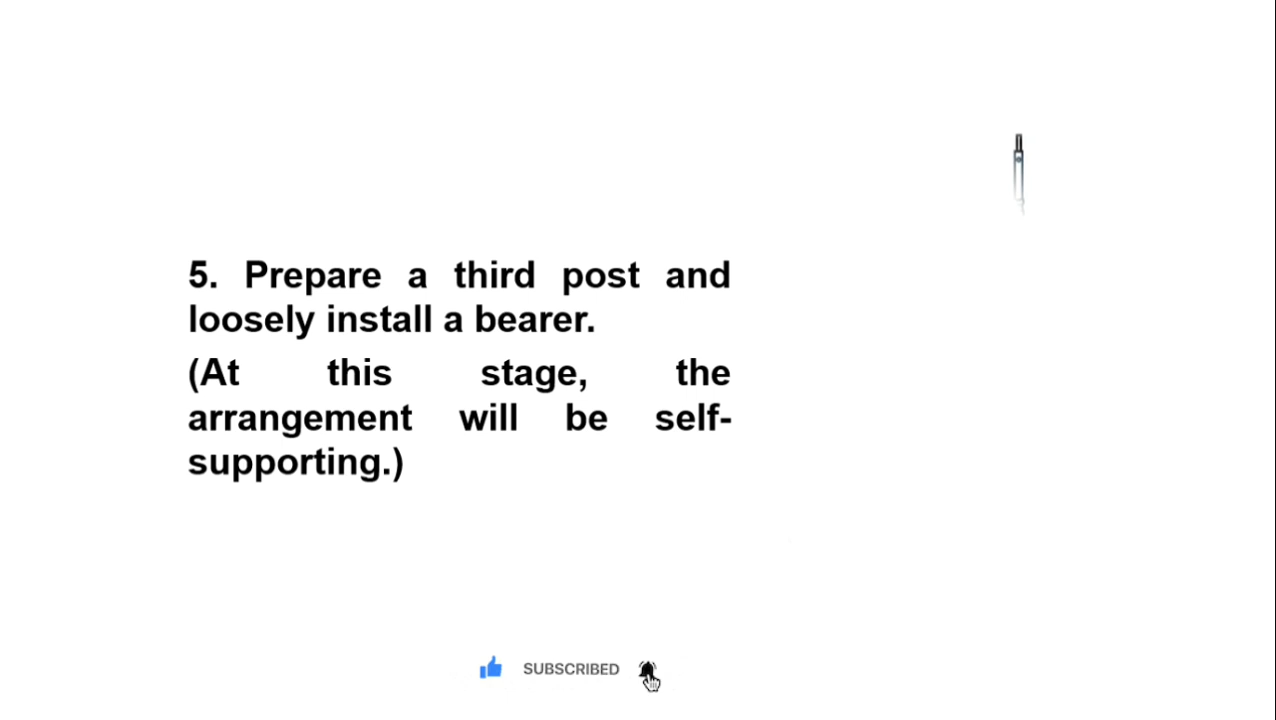 5. Prepare a third post and
loosely install a bearer.
(At this stage, the
arrangement will be self-
supporting.)
SUBSCRIBED